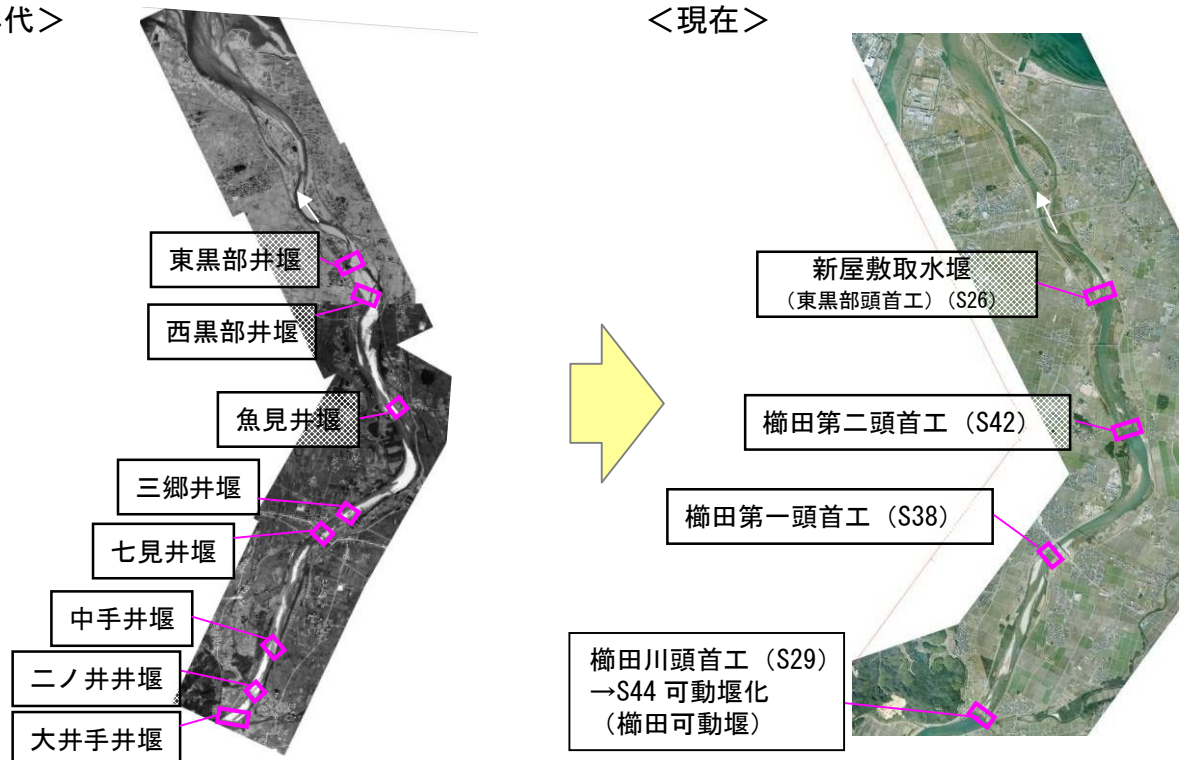 代>
東黒部井堰
西黒部井堰
魚見井堰
三郷井堰
七見井堰
中手井堰
二ノ井井堰
大井手井堰
<現在>
新屋敷取水堰
(東黒部頭首工)(S26)
櫛田第二頭首工(S42)
櫛田第一頭首工(S38)
櫛田川頭首工(S29)
→S44 可動堰化
(櫛田可動堰)